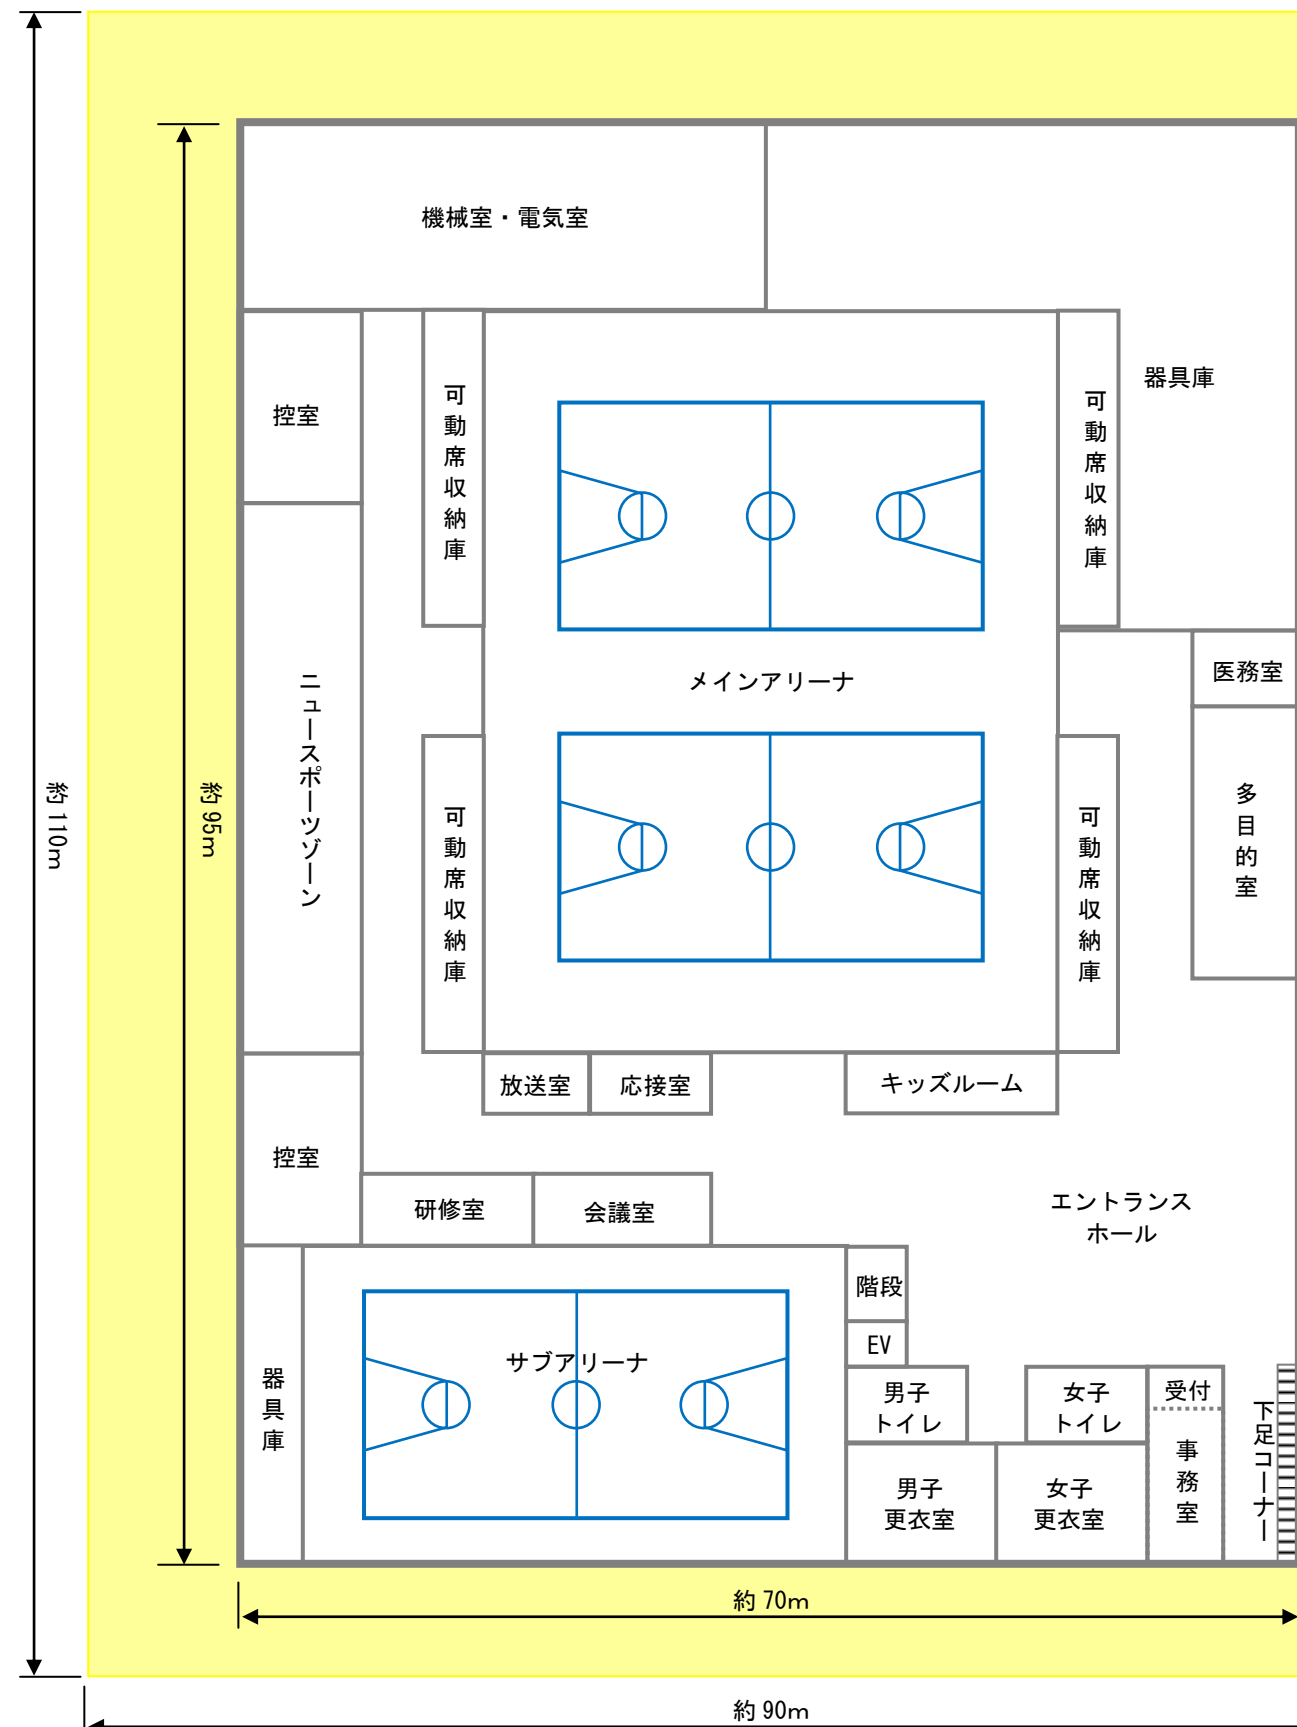 機械室・電気室
控室
可動席収納庫
可動席収納庫
器具庫
医務室
ニュースポーツゾーン
メインアリーナ
可動席収納庫
可動席収納庫
多目的室
約110m
約95m
放送室
応接室
キッズルーム
控室
研修室
会議室
エントランス
ホール
階段
EV
サブアリーナ
器具庫
男子
トイレ
女子
トイレ
受付
事務室
下足コーナー
男子
更衣室
女子
更衣室
約70m
約90m